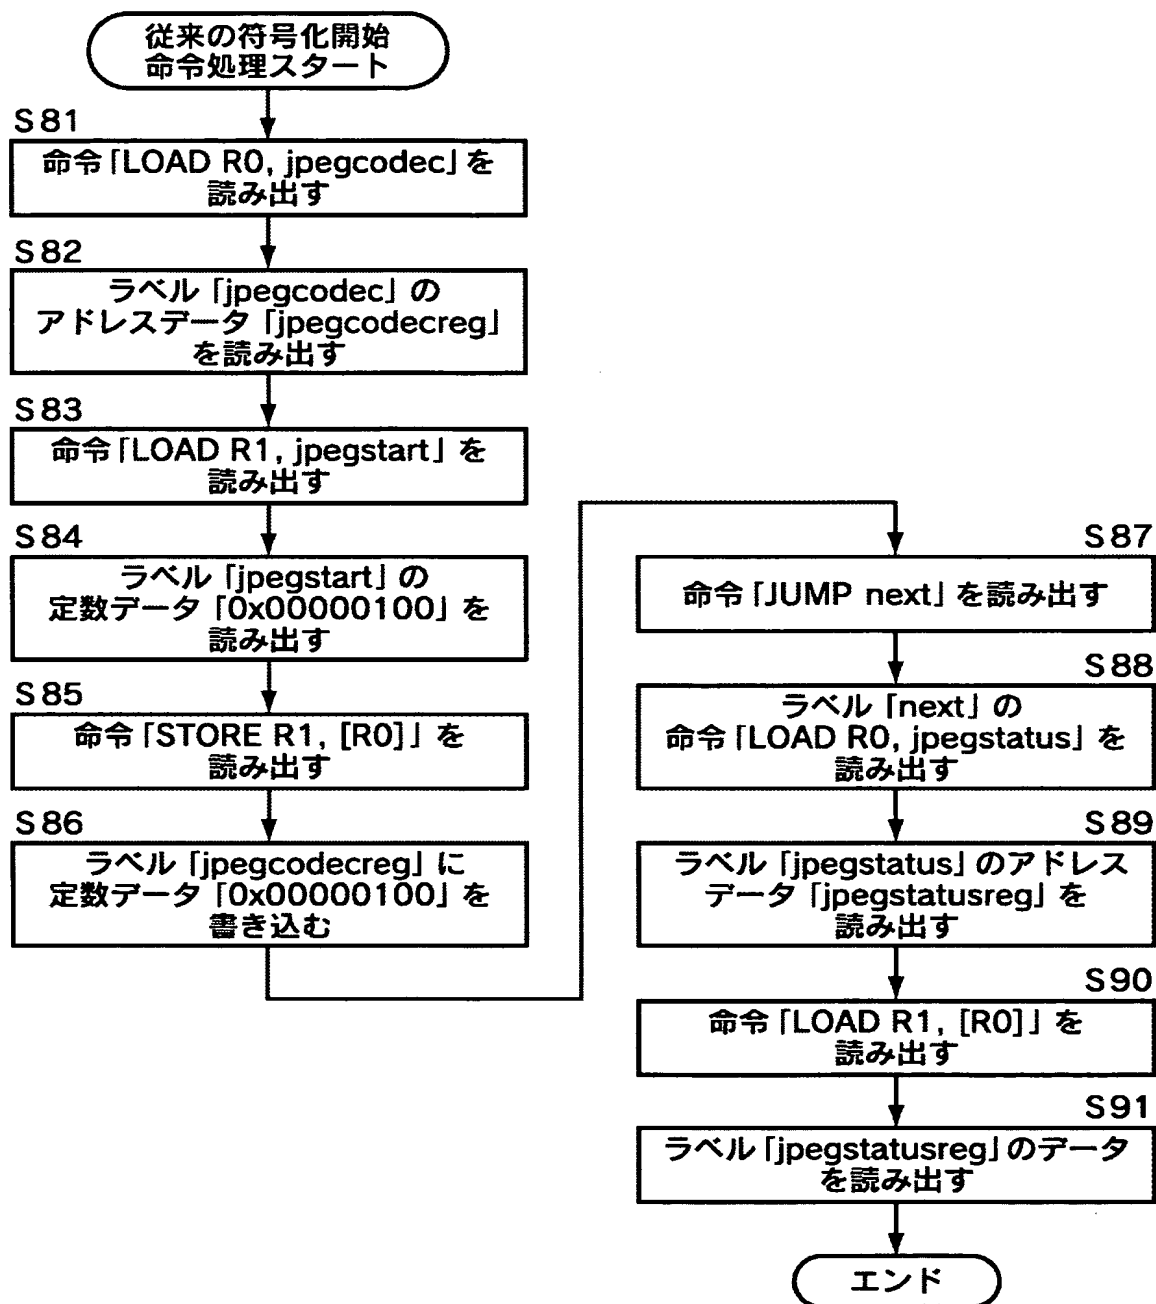 従来の符号化開始
命令処理スタート
S81
命令「LOAD R0, jpegcodec」を
読み出す
S82
ラベル「jpegcodec」の
アドレスデータ「jpegcodecreg」
を読み出す
S83
命令「LOAD R1, jpegstart」を
読み出す
S84
ラベル「jpegstart」の
定数データ「0x00000100」を
読み出す
S85
命令「STORE R1, [R0]」を
読み出す
S86
ラベル「jpegcodecreg」に
定数データ「0x00000100」を
書き込む
S87
命令「JUMP next」を読み出す
S88
ラベル「next」の
命令「LOAD R0, jpegstatus」を
読み出す
S89
ラベル「jpegstatus」のアドレス
データ「jpegstatusreg」を
読み出す
S90
命令「LOAD R1, [R0]」を
読み出す
S91
ラベル「jpegstatusreg」のデータ
を読み出す
エンド